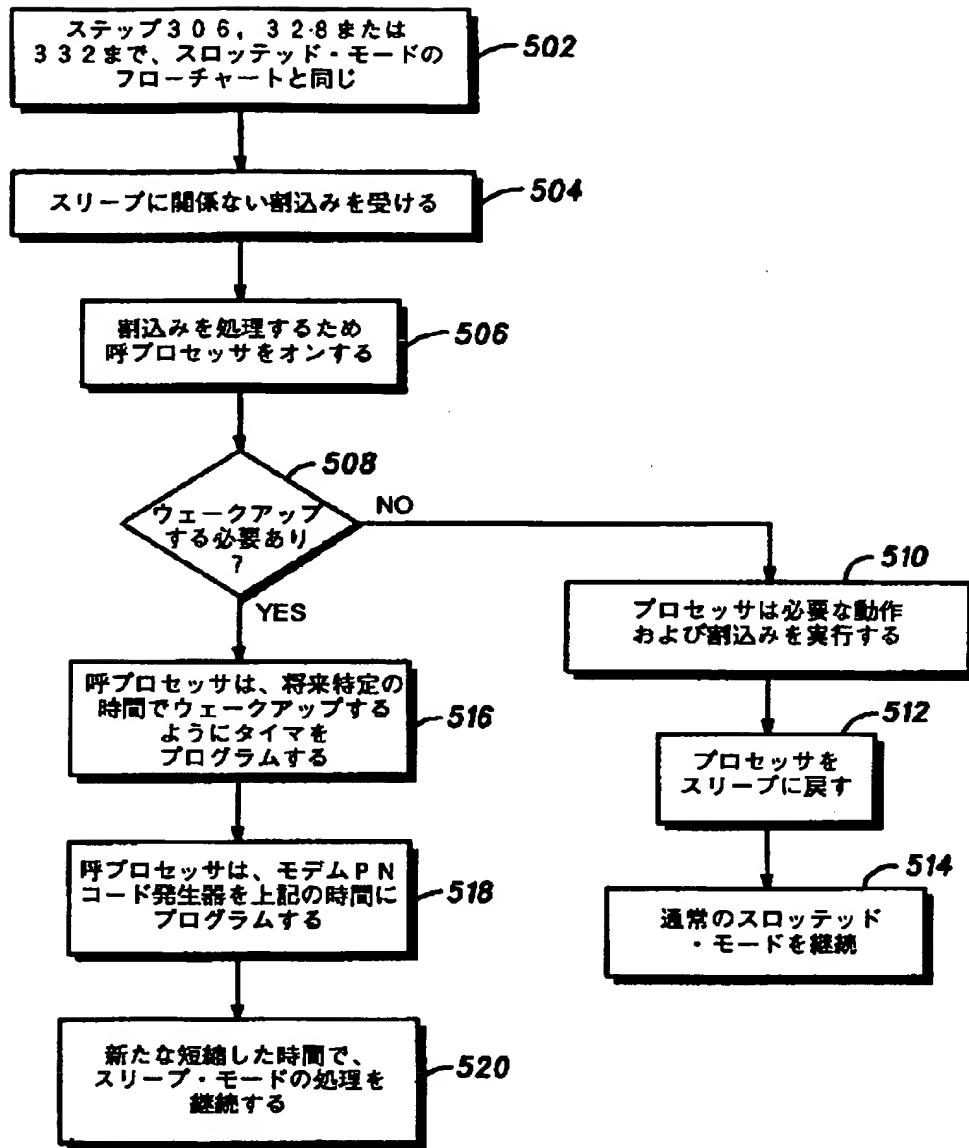 ステップ306，32·8または
332まで、スロッテッド・モードの
フローチャートと同じ
502
スリープに関係ない割込みを受ける
504
割込みを処理するため
呼プロセッサをオンする
506
508
ウェークアップ
する必要あり
?
NO
YES
510
プロセッサは必要な動作
および割込みを実行する
512
プロセッサを
スリープに戻す
514
通常のスロッテッド
・モードを継続
呼プロセッサは、将来特定の
時間でウェークアップする
ようにタイマを
プログラムする
516
呼プロセッサは、モデムPN
コード発生器を上記の時間に
プログラムする
518
新たな短縮した時間で、
スリープ・モードの処理を
継続する
520